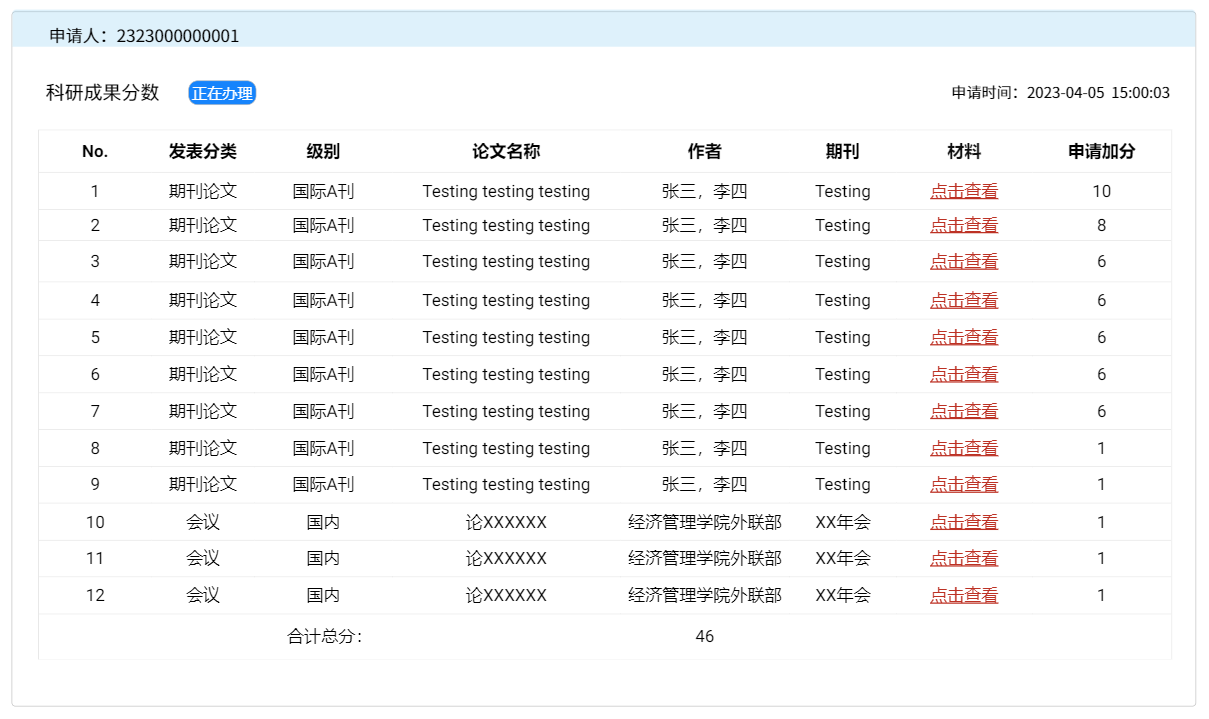 申请人：2323000000001
科研成果分数 正在办理 申请时间：2023-04-05 15:00:03
No. 发表分类 级别 论文名称 作者 期刊 材料 申请加分
1 期刊论文 国际A刊 Testing testing testing 张三，李四 Testing 点击查看 10
2 期刊论文 国际A刊 Testing testing testing 张三，李四 Testing 点击查看 8
3 期刊论文 国际A刊 Testing testing testing 张三，李四 Testing 点击查看 6
4 期刊论文 国际A刊 Testing testing testing 张三，李四 Testing 点击查看 6
5 期刊论文 国际A刊 Testing testing testing 张三，李四 Testing 点击查看 6
6 期刊论文 国际A刊 Testing testing testing 张三，李四 Testing 点击查看 6
7 期刊论文 国际A刊 Testing testing testing 张三，李四 Testing 点击查看 6
8 期刊论文 国际A刊 Testing testing testing 张三，李四 Testing 点击查看 1
9 期刊论文 国际A刊 Testing testing testing 张三，李四 Testing 点击查看 1
10 会议 国内 论XXXXXX 经济管理学院外联部 XX年会 点击查看 1
11 会议 国内 论XXXXXX 经济管理学院外联部 XX年会 点击查看 1
12 会议 国内 论XXXXXX 经济管理学院外联部 XX年会 点击查看 1
合计总分： 46